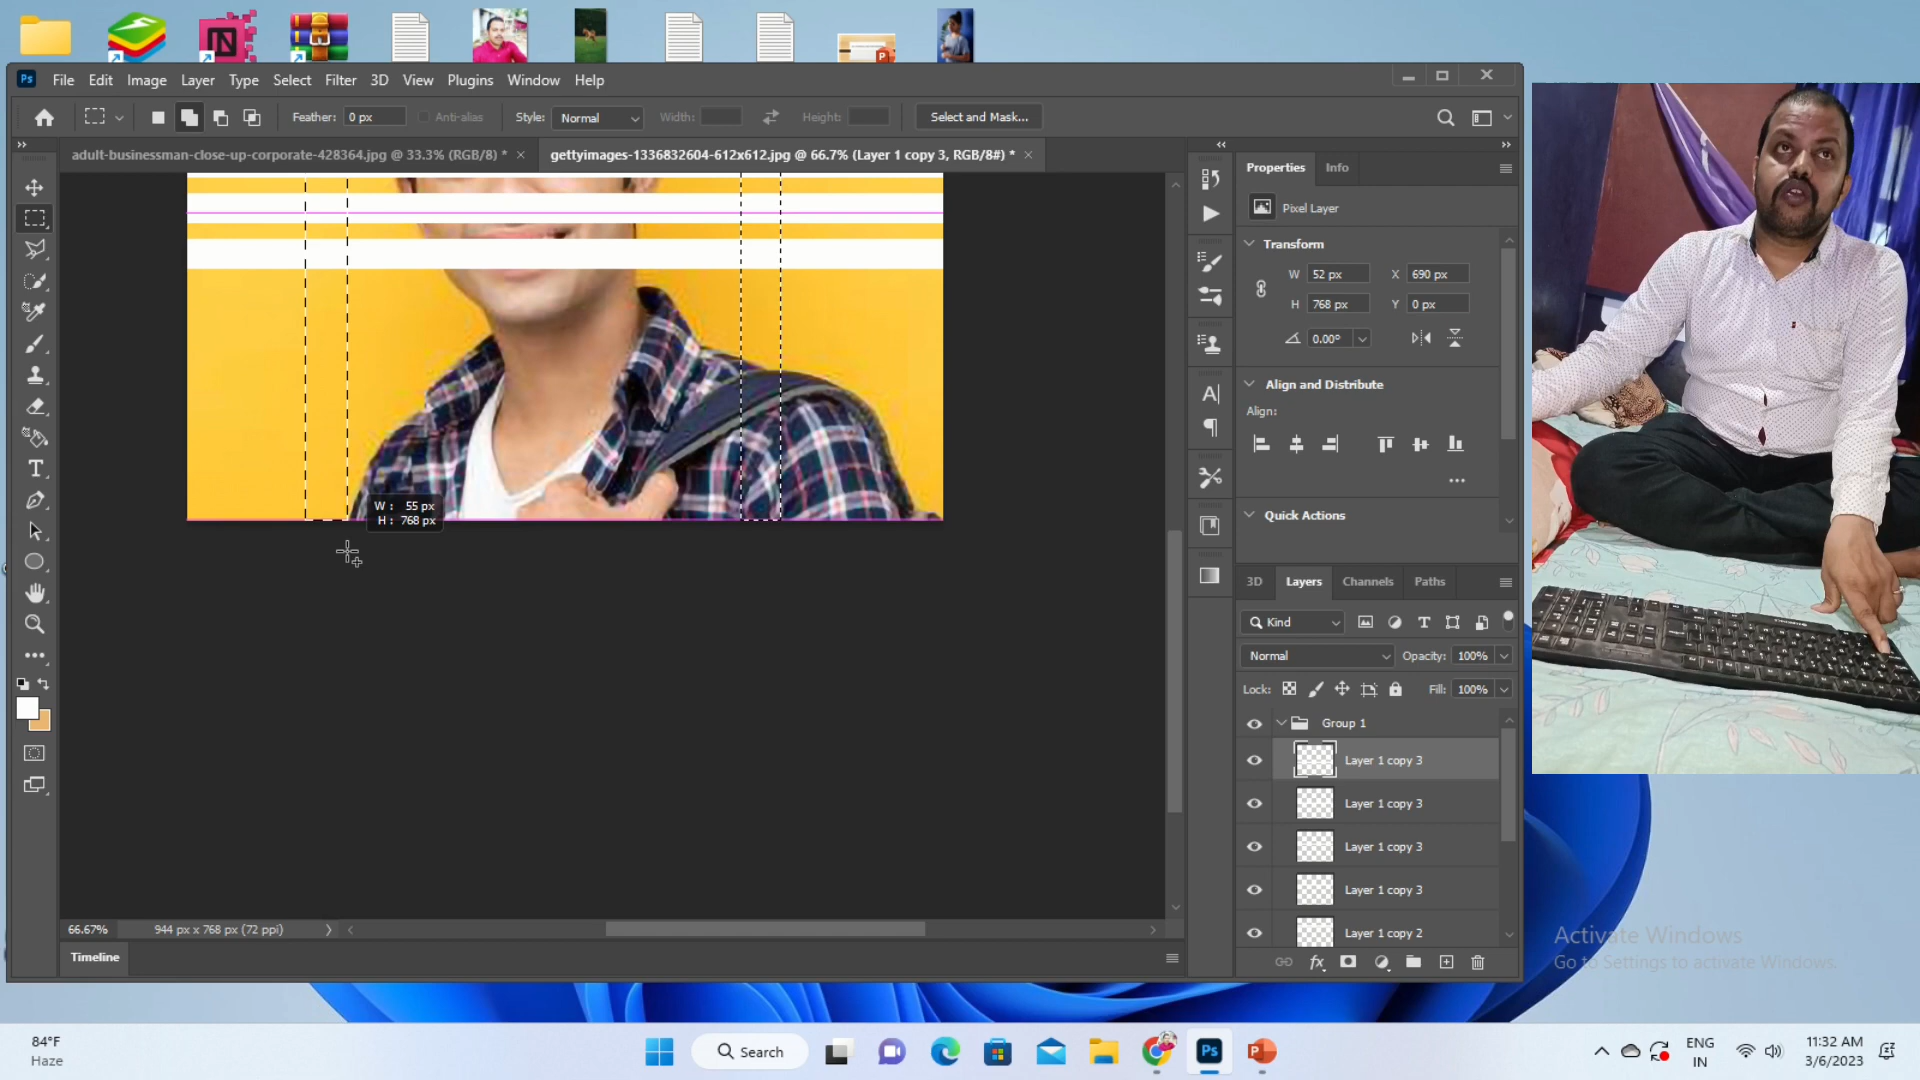 Ps File Edit Image Layer Type Select Filter 3D View Plugins Window Help
Feather: 0 px Anti-alias Style: Normal Width: Height: Select and Mask...
adult-businessman-close-up-corporate-428364.jpg @ 33.3% (RGB/8) * × gettyimages-1336832604-612x612.jpg @ 66.7% (Layer 1 copy 3, RGB/8#) * ×
Properties Info
Pixel Layer
Transform
W 52 px X 690 px
H 768 px Y 0 px
0.00°
Align and Distribute
Align:
Quick Actions
W : 55 px
H : 768 px
3D Layers Channels Paths
Kind
Normal Opacity: 100%
Lock: Fill: 100%
Group 1
Layer 1 copy 3
Layer 1 copy 3
Layer 1 copy 3
Layer 1 copy 3
Layer 1 copy 2
66.67% 944 px x 768 px (72 ppi)
Timeline
Activate Windows
Go to Settings to activate Windows.
84°F
Haze
Search
Ps
ENG
IN
11:32 AM
3/6/2023